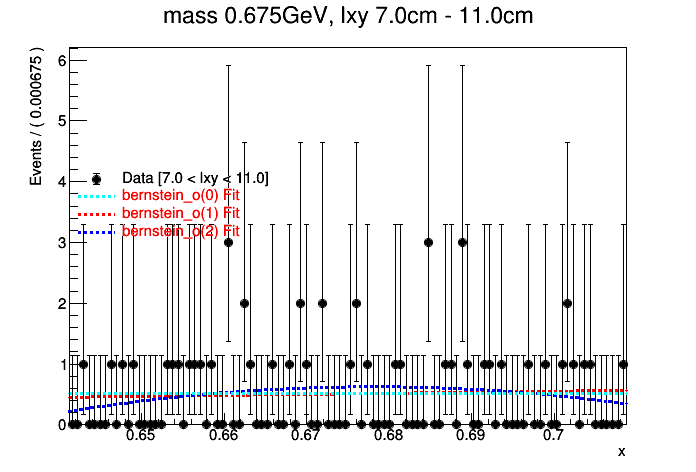 mass 0.675GeV, lxy 7.0cm - 11.0cm
Events / ( 0.000675 )
6
5
4
3
2
1
0
Data [7.0 < lxy < 11.0]
bernstein_o(0) Fit
bernstein_o(1) Fit
bernstein_o(2) Fit
0.65 0.66 0.67 0.68 0.69 0.7
x